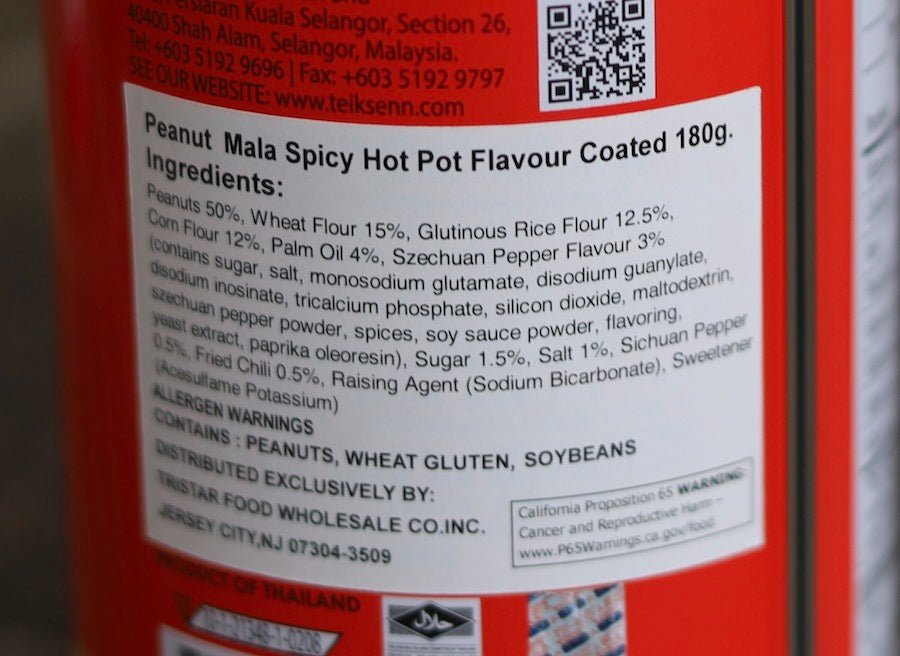 Persiaran Kuala Selangor, Section 26,
40400 Shah Alam, Selangor, Malaysia.
Tel: +603 5192 9696 | Fax: +603 5192 9797
SEE OUR WEBSITE: www.teiksenn.com
Peanut Mala Spicy Hot Pot Flavour Coated 180g.
Ingredients:
Peanuts 50%, Wheat Flour 15%, Glutinous Rice Flour 12.5%,
Corn Flour 12%, Palm Oil 4%, Szechuan Pepper Flavour 3%
(contains sugar, salt, monosodium glutamate, disodium guanylate,
disodium inosinate, tricalcium phosphate, silicon dioxide, maltodextrin,
szechuan pepper powder, spices, soy sauce powder, flavoring,
yeast extract, paprika oleoresin), Sugar 1.5%, Salt 1%, Sichuan Pepper
0.5%, Fried Chili 0.5%, Raising Agent (Sodium Bicarbonate), Sweetener
(Acesulfame Potassium)
ALLERGEN WARNINGS
CONTAINS : PEANUTS, WHEAT GLUTEN, SOYBEANS
DISTRIBUTED EXCLUSIVELY BY:
TRISTAR FOOD WHOLESALE CO.INC.
JERSEY CITY,NJ 07304-3509
California Proposition 65 WARNING:
Cancer and Reproductive Harm –
www.P65Warnings.ca.gov/food.
PRODUCT OF THAILAND
حلال